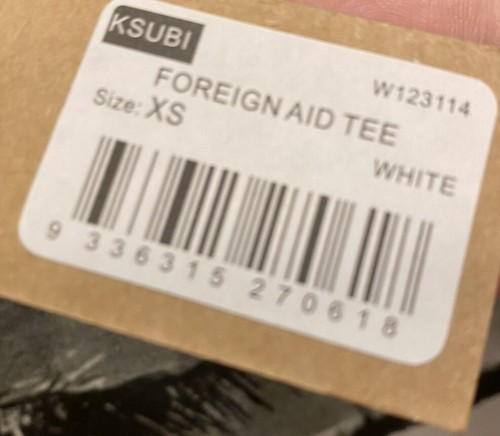 KSUBI
W123114
FOREIGN AID TEE
Size: XS
WHITE
9 336315 270618